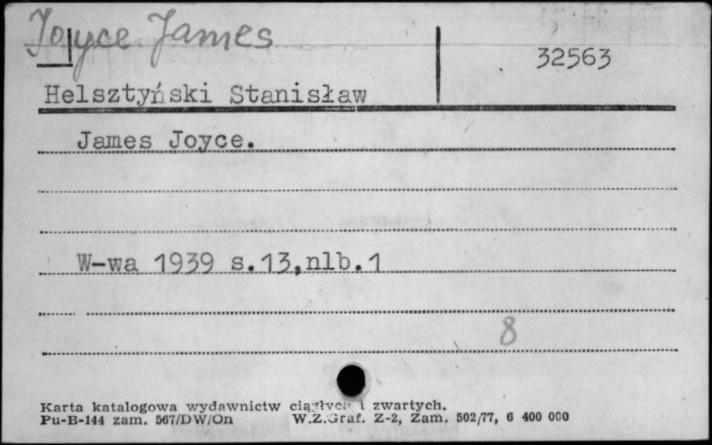 Joyce James
32563
Helsztyński Stanisław
James Joyce.
W-wa 1939 s.13,nlb.1
8
Karta katalogowa wydawnictw ciągłych i zwartych.
Pu-B-144 zam. 567/DW/On W.Z.Graf. Z-2, Zam. 502/77, 6 400 000